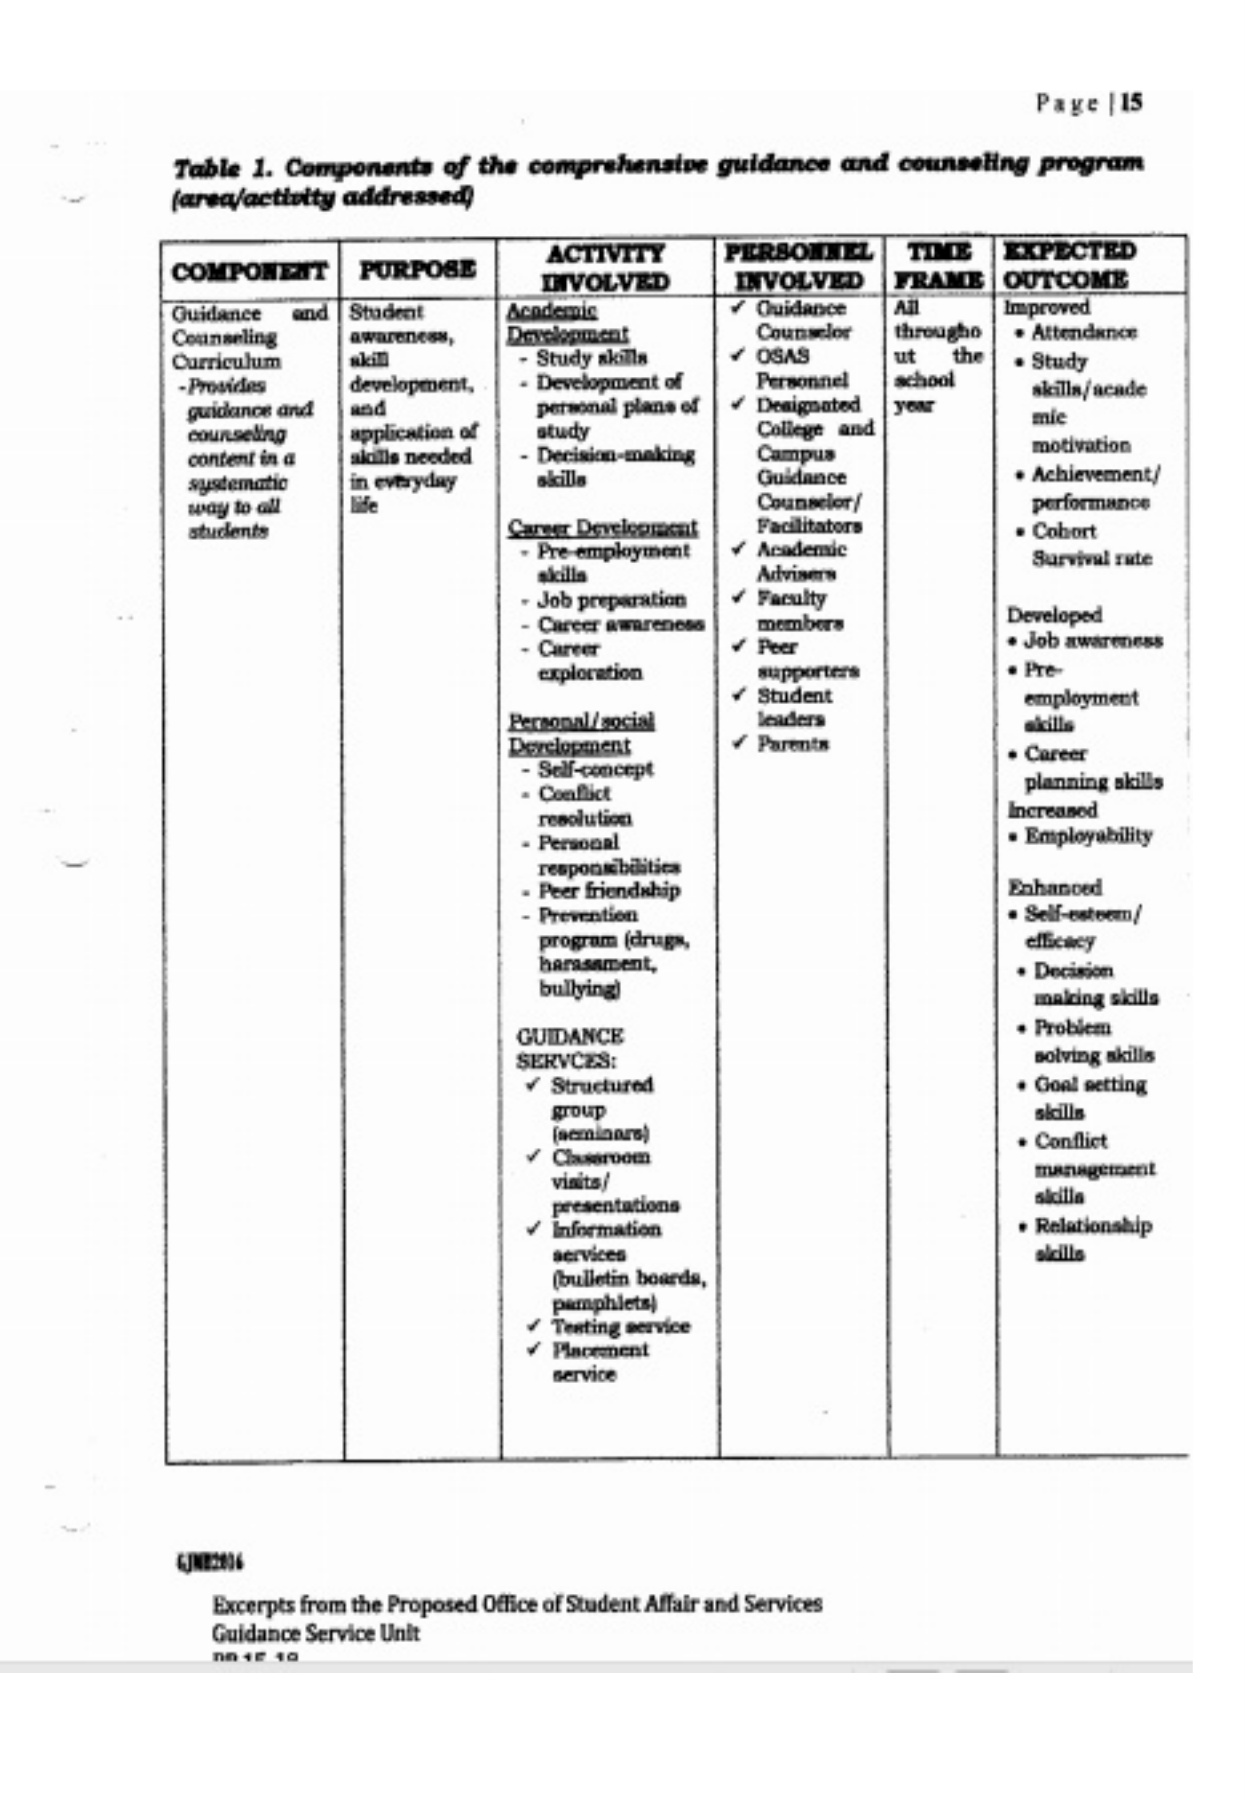 Page | 15
Table 1. Components of the comprehensive guidance and counseling program
(area/activity addressed)
COMPONENT
PURPOSE
ACTIVITY
INVOLVED
PERSONNEL
INVOLVED
TIME
FRAME
EXPECTED
OUTCOME
Guidance and
Counseling
Curriculum
-Provides
guidance and
counseling
content in a
systematic
way to all
students
Student
awareness,
skill
development,
and
application of
skills needed
in everyday
life
Academic
Development
- Study skills
- Development of
personal plans of
study
- Decision-making
skills
Career Development
- Pre-employment
skills
- Job preparation
- Career awareness
- Career
exploration
Personal/social
Development
- Self-concept
- Conflict
resolution
- Personal
responsibilities
- Peer friendship
- Prevention
program (drugs,
harassment,
bullying)
GUIDANCE
SERVCES:
✓ Structured
group
(seminars)
✓ Classroom
visits/
presentations
✓ Information
services
(bulletin boards,
pamphlets)
✓ Testing service
✓ Placement
service
✓ Guidance
Counselor
✓ OSAS
Personnel
✓ Designated
College and
Campus
Guidance
Counselor/
Facilitators
✓ Academic
Advisers
✓ Faculty
members
✓ Peer
supporters
✓ Student
leaders
✓ Parents
All
througho
ut the
school
year
Improved
• Attendance
• Study
skills/acade
mic
motivation
• Achievement/
performance
• Cohort
Survival rate
Developed
• Job awareness
• Pre-
employment
skills
• Career
planning skills
Increased
• Employability
Enhanced
• Self-esteem/
efficacy
• Decision
making skills
• Problem
solving skills
• Goal setting
skills
• Conflict
management
skills
• Relationship
skills
Excerpts from the Proposed Office of Student Affair and Services
Guidance Service Unit